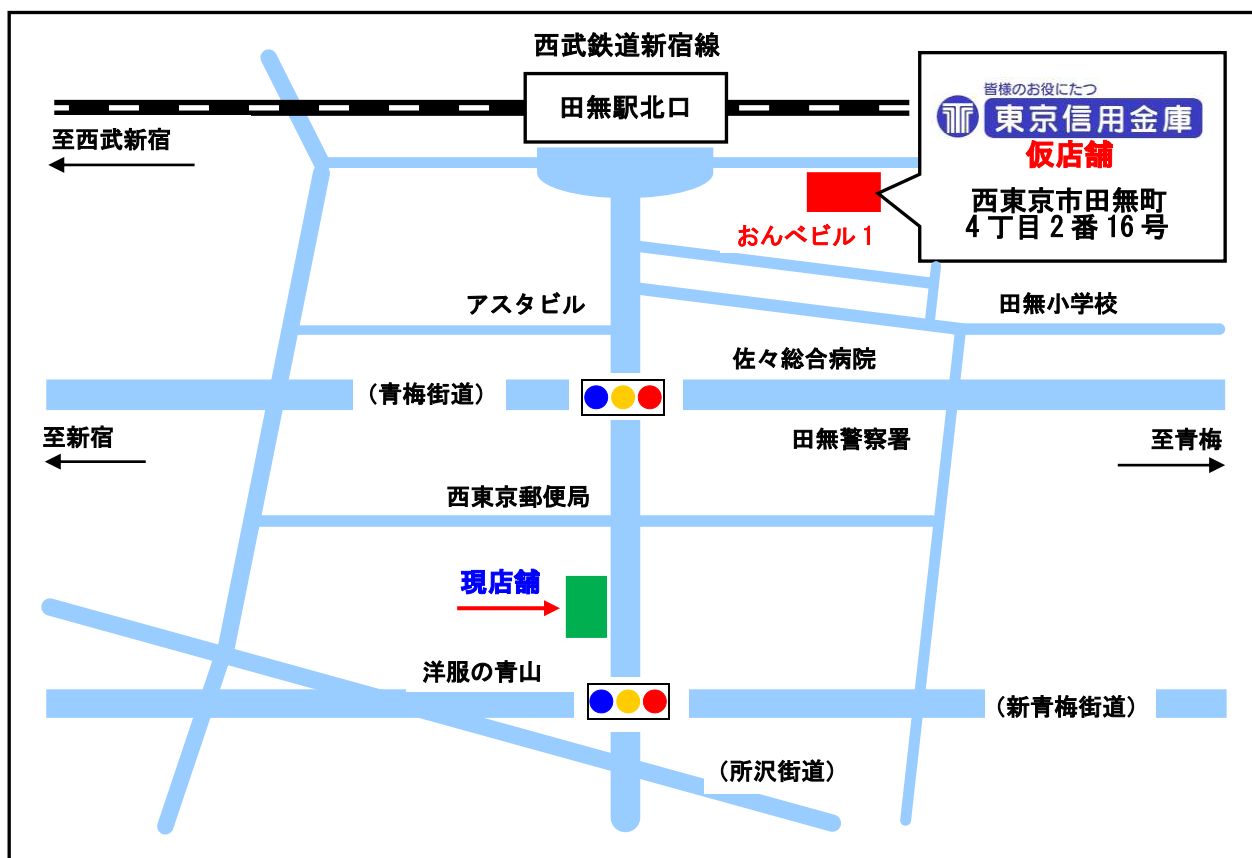 西武鉄道新宿線
田無駅北口
至西武新宿
皆様のお役にたつ
東京信用金庫
仮店舗
西東京市田無町
4丁目2番16号
おんべビル1
アスタビル
田無小学校
佐々総合病院
(青梅街道)
至新宿
田無警察署
至青梅
西東京郵便局
現店舗
洋服の青山
(新青梅街道)
(所沢街道)